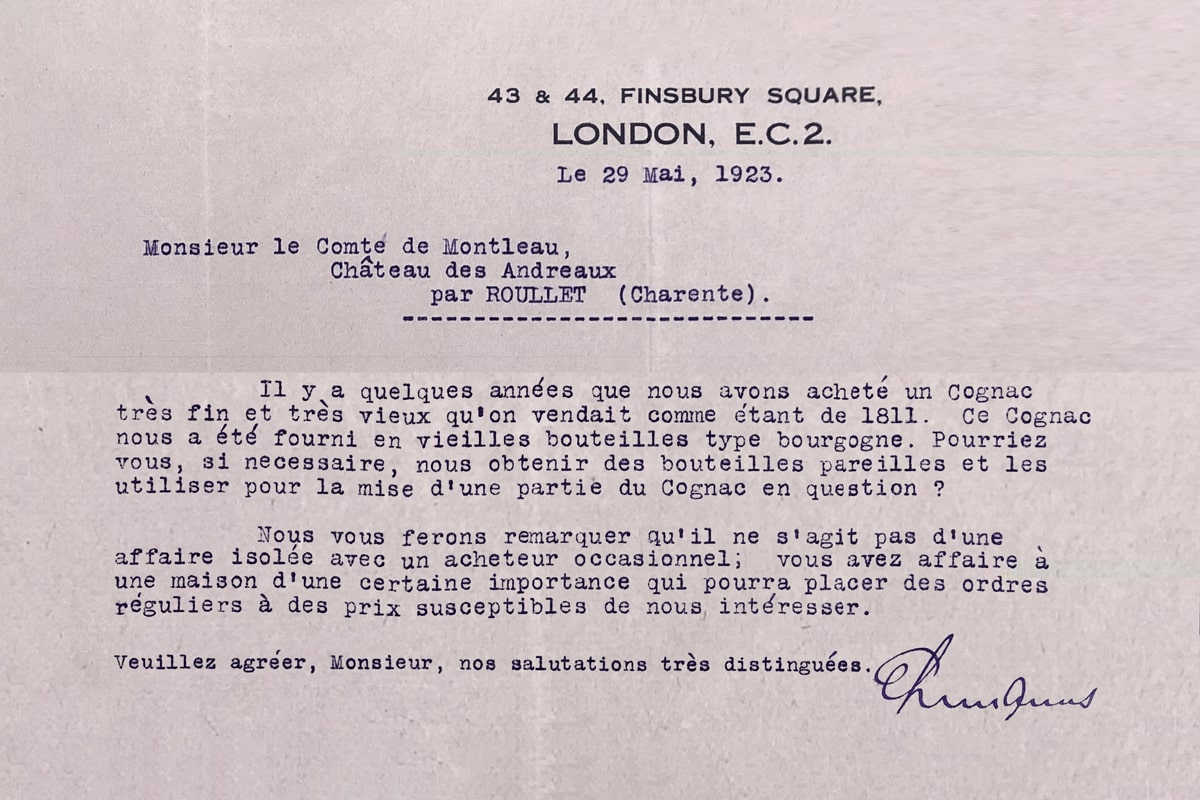 43 & 44, FINSBURY SQUARE,
LONDON, E.C.2.
Le 29 Mai, 1923.
Monsieur le Comté de Montleau,
Château des Andreaux
par ROULLET (Charente).
Il y a quelques années que nous avons acheté un Cognac
très fin et très vieux qu'on vendait comme étant de 1811. Ce Cognac
nous a été fourni en vieilles bouteilles type bourgogne. Pourriez
vous, si necessaire, nous obtenir des bouteilles pareilles et les
utiliser pour la mise d'une partie du Cognac en question ?
Nous vous ferons remarquer qu'il ne s'agit pas d'une
affaire isolée avec un acheteur occasionnel; vous avez affaire à
une maison d'une certaine importance qui pourra placer des ordres
réguliers à des prix susceptibles de nous intéresser.
Veuillez agréer, Monsieur, nos salutations très distinguées.